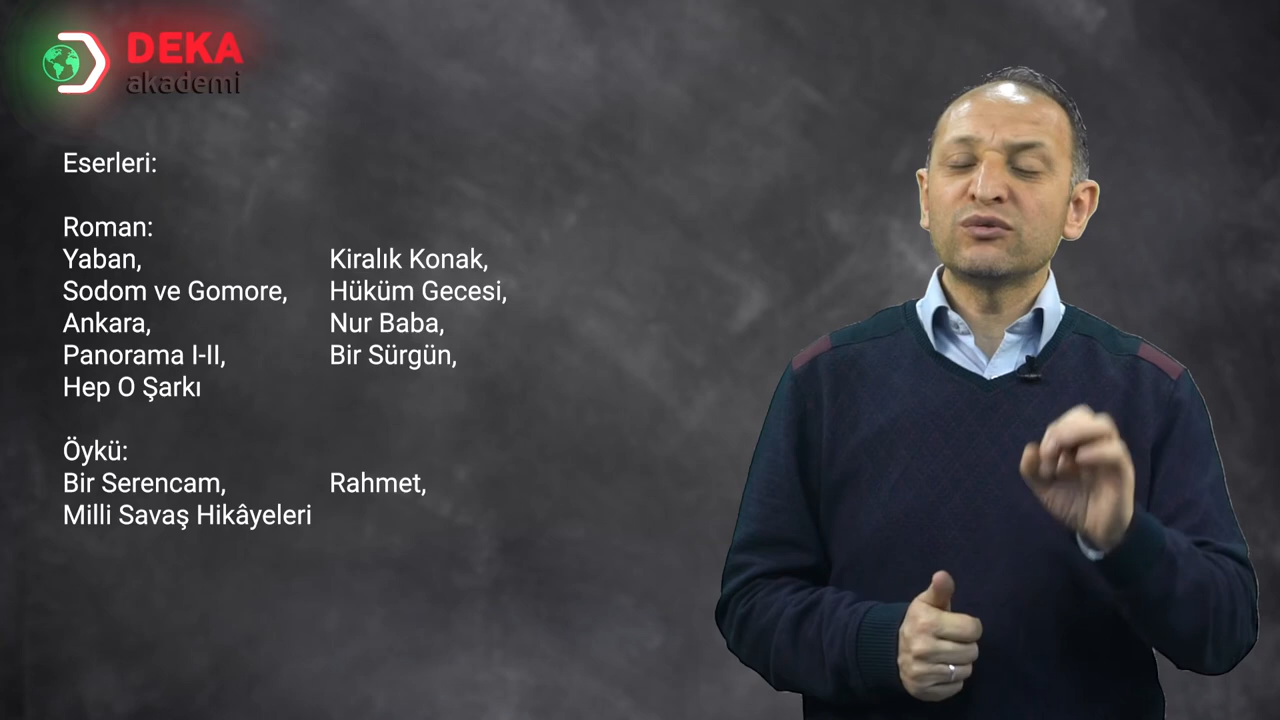 DEKA
akademi
Eserleri:
Roman:
Yaban, Kiralık Konak,
Sodom ve Gomore, Hüküm Gecesi,
Ankara, Nur Baba,
Panorama I-II, Bir Sürgün,
Hep O Şarkı
Öykü:
Bir Serencam, Rahmet,
Milli Savaş Hikâyeleri